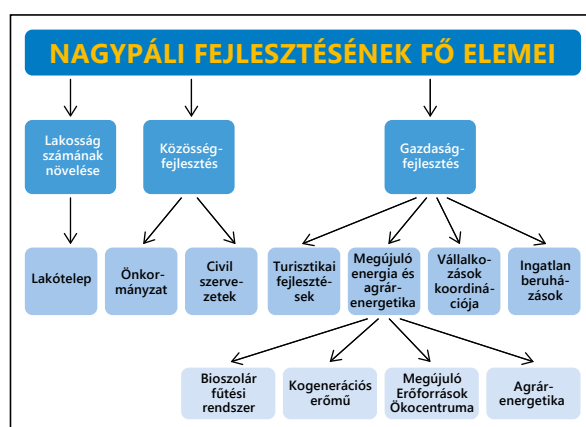 NAGYPÁLI FEJLESZTÉSÉNEK FŐ ELEMEI
Lakosság
számának
növelése
Közösség-
fejlesztés
Gazdaság-
fejlesztés
Lakótelep
Önkor-
mányzat
Civil
szerve-
zetek
Turisztikai
fejleszté-
sek
Megújuló
energia és
agrár-
energetika
Vállalko-
zások
koordiná-
ciója
Ingatlan
beruhá-
zások
Bioszolár
fűtési
rendszer
Kogenerációs
erőmű
Megújuló
Erőforrások
Ökocentruma
Agrár-
energetika